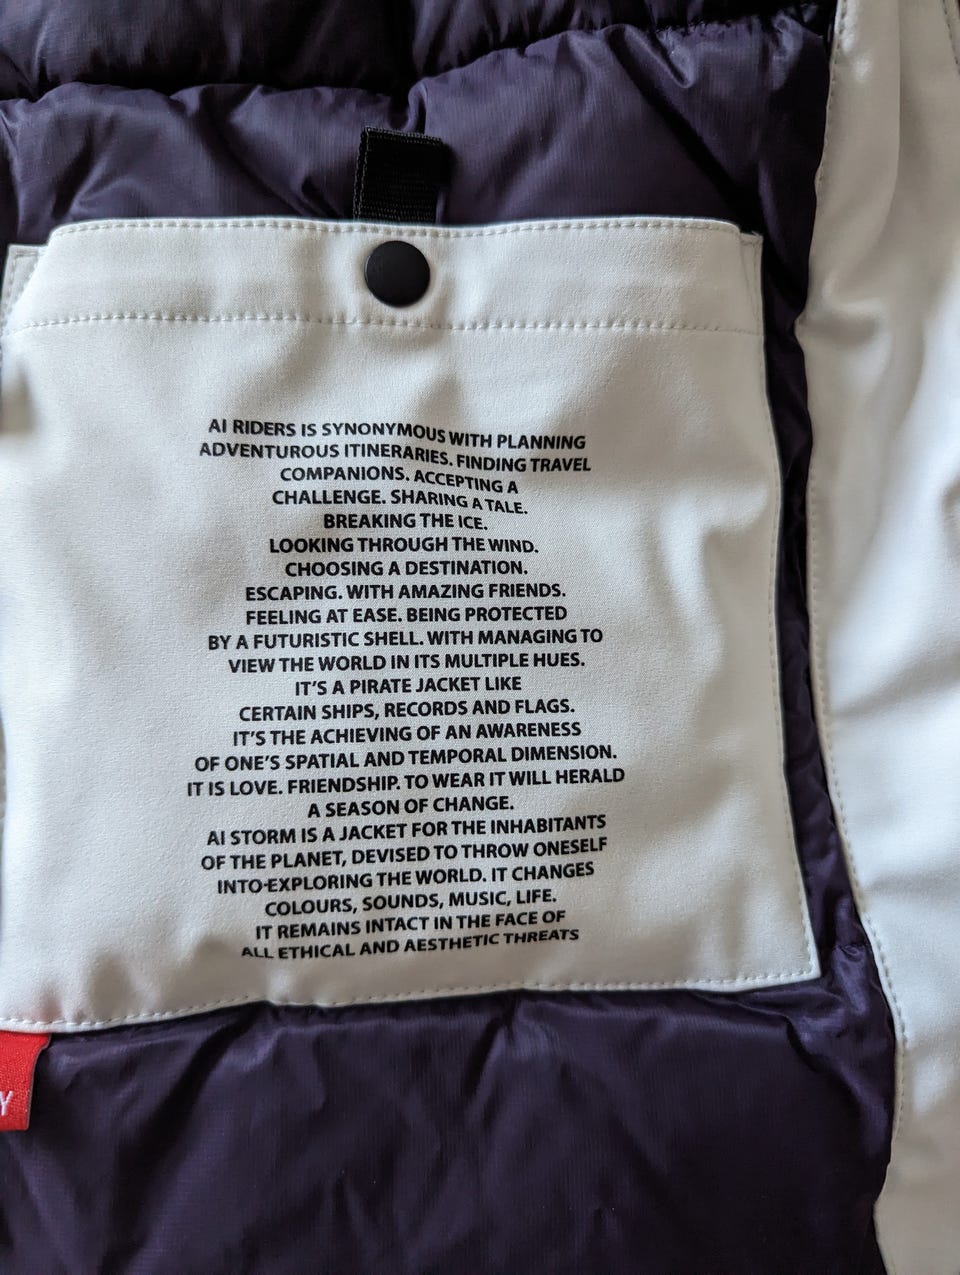 AI RIDERS IS SYNONYMOUS WITH PLANNING
ADVENTUROUS ITINERARIES. FINDING TRAVEL
COMPANIONS. ACCEPTING A
CHALLENGE. SHARING A TALE.
BREAKING THE ICE.
LOOKING THROUGH THE WIND.
CHOOSING A DESTINATION.
ESCAPING. WITH AMAZING FRIENDS.
FEELING AT EASE. BEING PROTECTED
BY A FUTURISTIC SHELL. WITH MANAGING TO
VIEW THE WORLD IN ITS MULTIPLE HUES.
IT'S A PIRATE JACKET LIKE
CERTAIN SHIPS, RECORDS AND FLAGS.
IT'S THE ACHIEVING OF AN AWARENESS
OF ONE'S SPATIAL AND TEMPORAL DIMENSION.
IT IS LOVE. FRIENDSHIP. TO WEAR IT WILL HERALD
A SEASON OF CHANGE.
AI STORM IS A JACKET FOR THE INHABITANTS
OF THE PLANET, DEVISED TO THROW ONESELF
INTO-EXPLORING THE WORLD. IT CHANGES
COLOURS, SOUNDS, MUSIC, LIFE.
IT REMAINS INTACT IN THE FACE OF
ALL ETHICAL AND AESTHETIC THREATS
Y